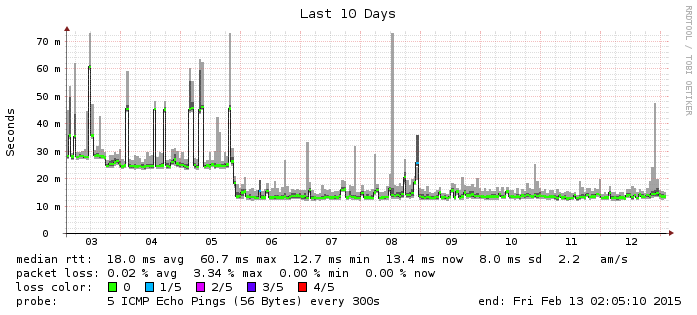 Last 10 Days
RRDTOOL / TOBI OETIKER
Seconds
70 m
60 m
50 m
40 m
30 m
20 m
10 m
0 m
03 04 05 06 07 08 09 10 11 12
median rtt: 18.0 ms avg 60.7 ms max 12.7 ms min 13.4 ms now 8.0 ms sd 2.2 am/s
packet loss: 0.02 % avg 3.34 % max 0.00 % min 0.00 % now
loss color: 0 1/5 2/5 3/5 4/5
probe: 5 ICMP Echo Pings (56 Bytes) every 300s end: Fri Feb 13 02:05:10 2015